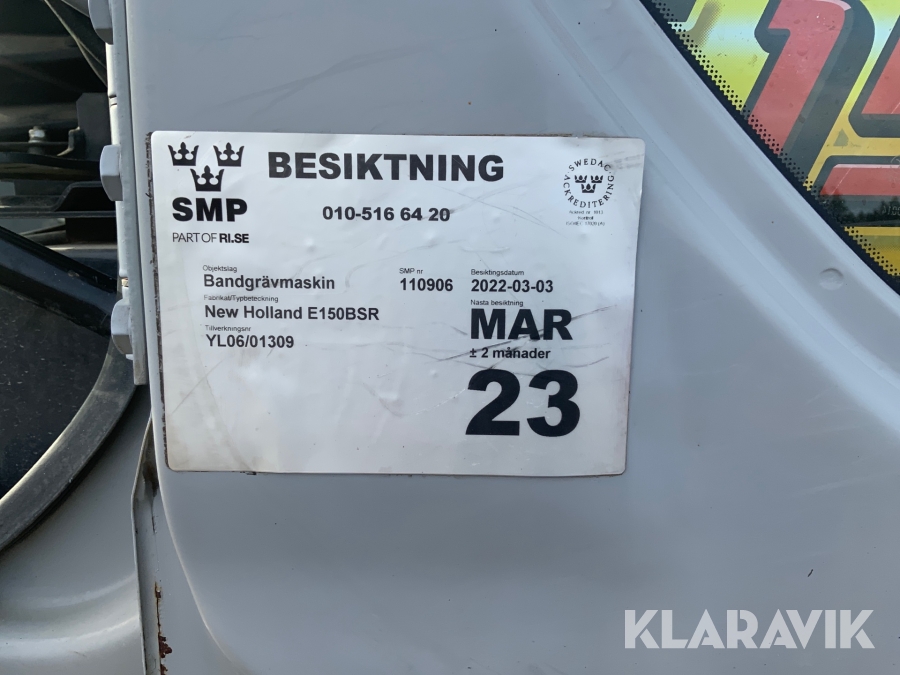 BESIKTNING
010-516 64 20
SMP
PART OF RI.SE
SWEDAC
ACKREDITERING
Objektslag
Bandgrävmaskin
Fabrikat/Typbeteckning
New Holland E150BSR
Tillverkningsnr
YL06/01309
SMP nr
110906
Besiktningsdatum
2022-03-03
Nästa besiktning
MAR
± 2 månader
23
KLARAVIK